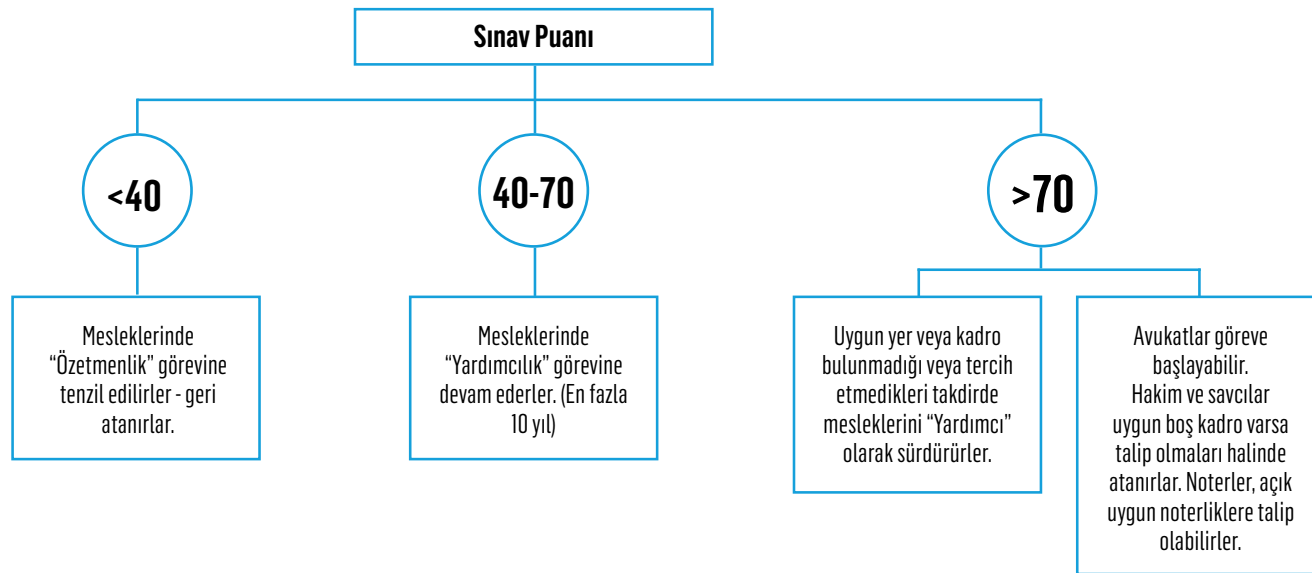 Sınav Puanı
<40
40-70
>70
Mesleklerinde
“Özetmenlik” görevine
tenzil edilirler - geri
atanırlar.
Mesleklerinde
“Yardımcılık” görevine
devam ederler. (En fazla
10 yıl)
Uygun yer veya kadro
bulunmadığı veya tercih
etmedikleri takdirde
mesleklerini “Yardımcı”
olarak sürdürürler.
Avukatlar göreve
başlayabilir.
Hakim ve savcılar
uygun boş kadro varsa
talip olmaları halinde
atanırlar. Noterler, açık
uygun noterliklere talip
olabilirler.